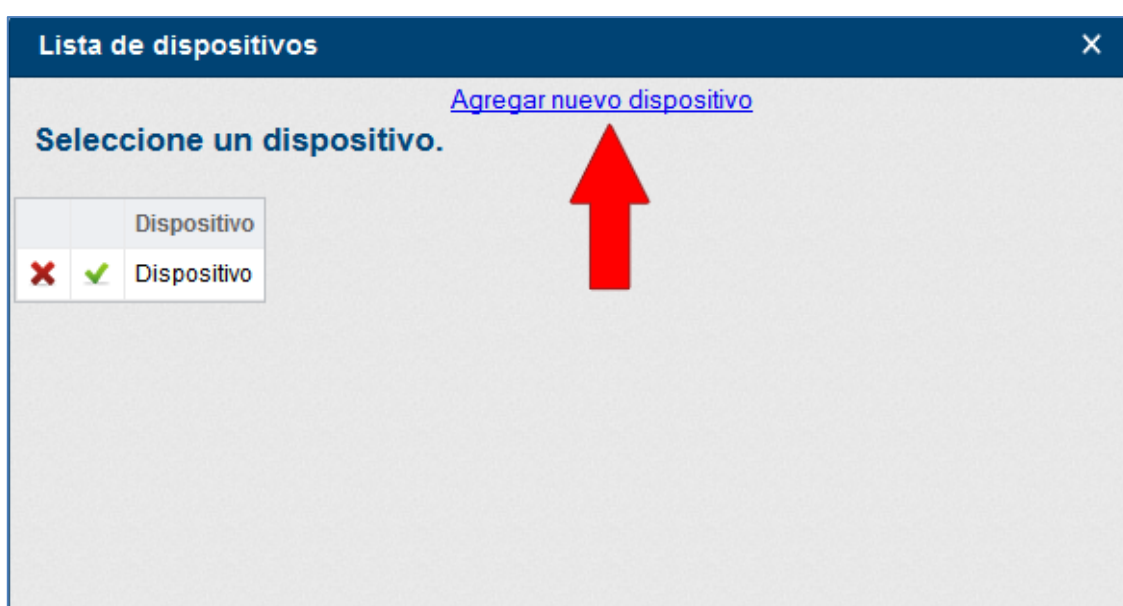 Lista de dispositivos
Agregar nuevo dispositivo
Seleccione un dispositivo.
Dispositivo
Dispositivo